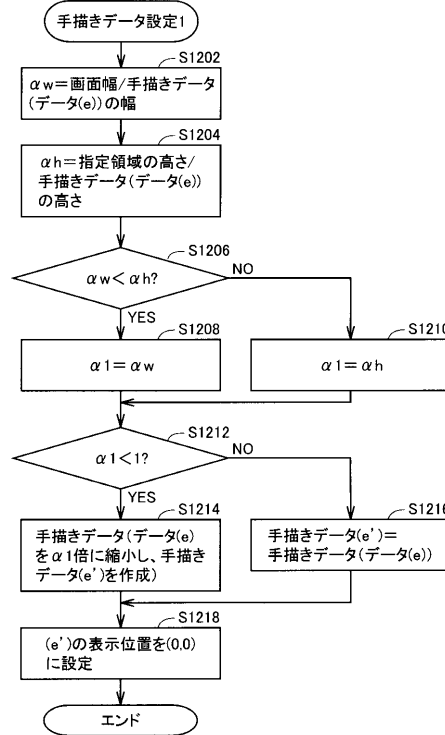 手描きデータ設定1
S1202
αw=画面幅/手描きデータ
(データ(e))の幅
S1204
αh=指定領域の高さ/
手描きデータ(データ(e))
の高さ
S1206
αw<αh?
NO
YES
S1208
α1=αw
S1210
α1=αh
S1212
α1<1?
NO
YES
S1214
手描きデータ(データ(e)
をα1倍に縮小し、手描き
データ(e')を作成)
S1216
手描きデータ(e')=
手描きデータ(データ(e))
S1218
(e')の表示位置を(0,0)
に設定
エンド